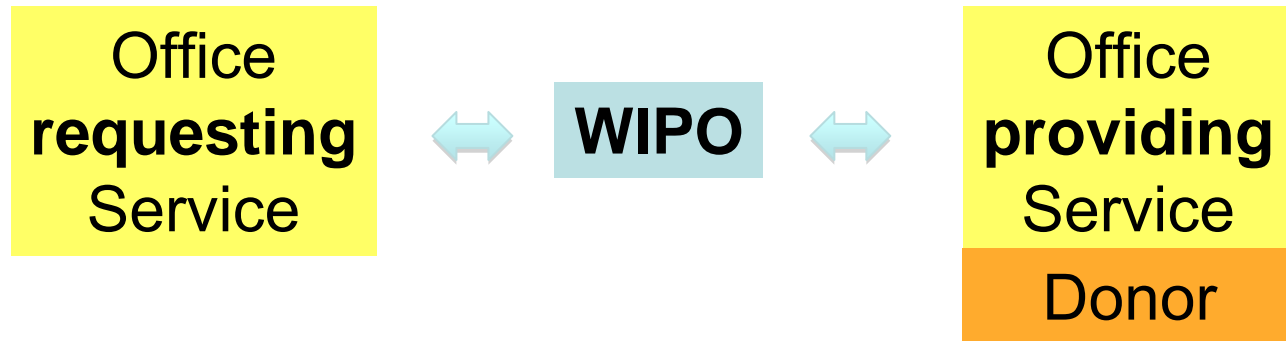 Office
requesting
Service
WIPO
Office
providing
Service
Donor